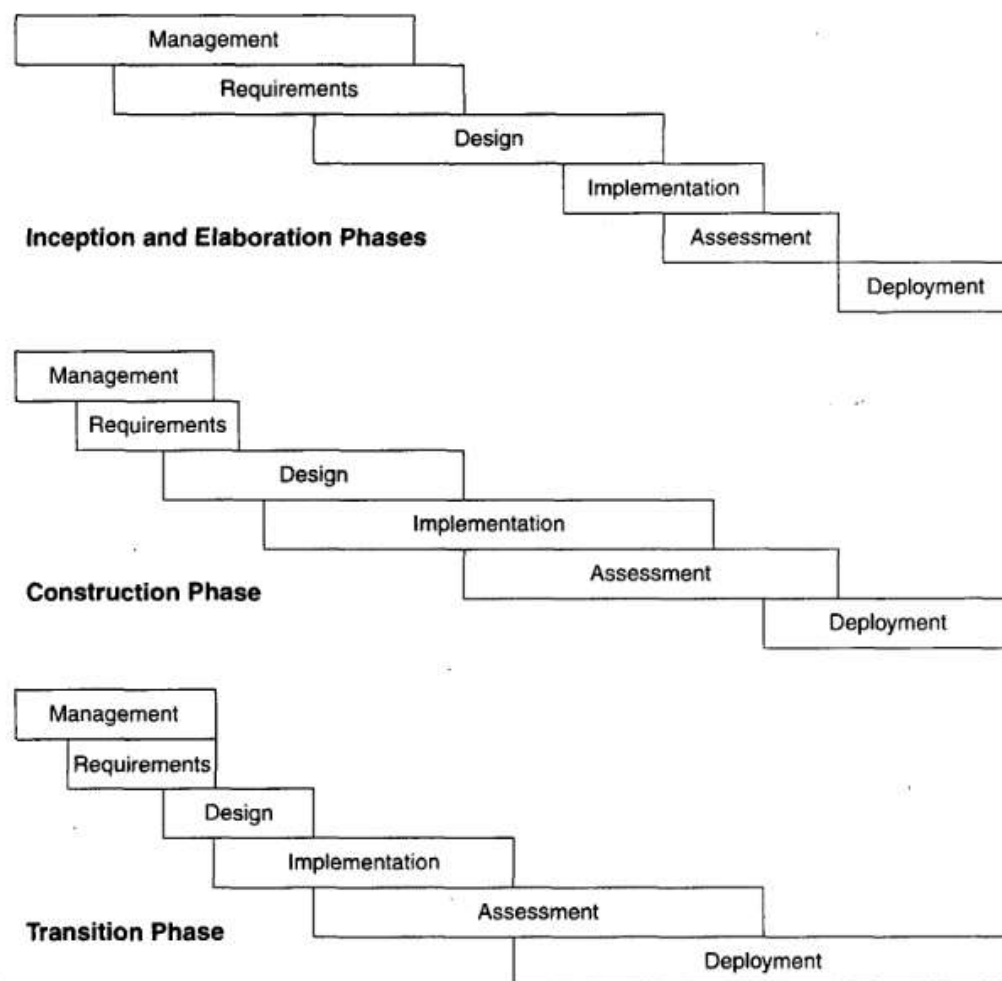 Management
Requirements
Design
Implementation
Inception and Elaboration Phases
Assessment
Deployment
Management
Requirements
Design
Implementation
Assessment
Construction Phase
Deployment
Management
Requirements
Design
Implementation
Assessment
Transition Phase
Deployment